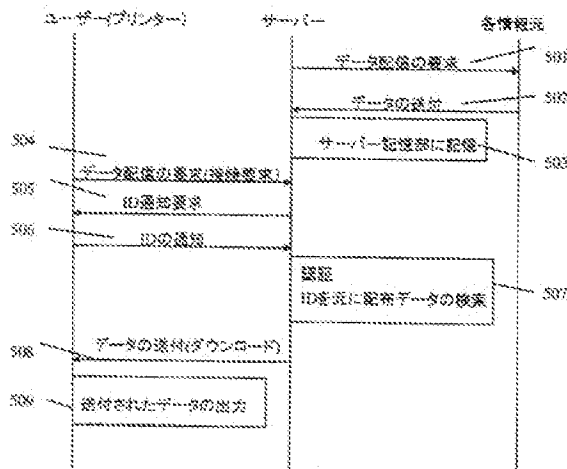 ユーザー(プリンター)
サーバー
各情報元
データ配信の要求
501
データの送付
502
サーバー記憶部に記憶
503
504
データ配信の要求(接続要求)
505
ID通知要求
506
IDの通知
認証
IDを元に配布データの検索
507
データの送付(ダウンロード)
508
送付されたデータの出力
509